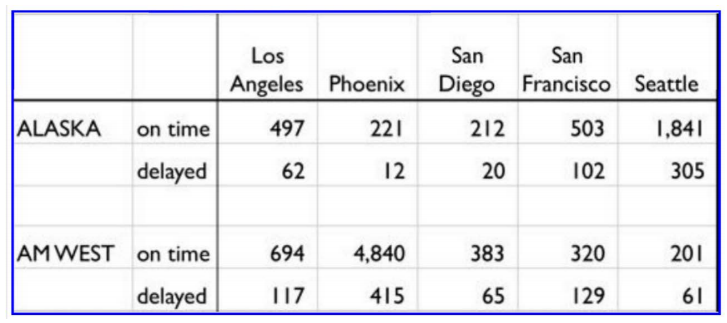 Los Angeles Phoenix San Diego San Francisco Seattle
ALASKA on time 497 221 212 503 1,841
delayed 62 12 20 102 305
AM WEST on time 694 4,840 383 320 201
delayed 117 415 65 129 61